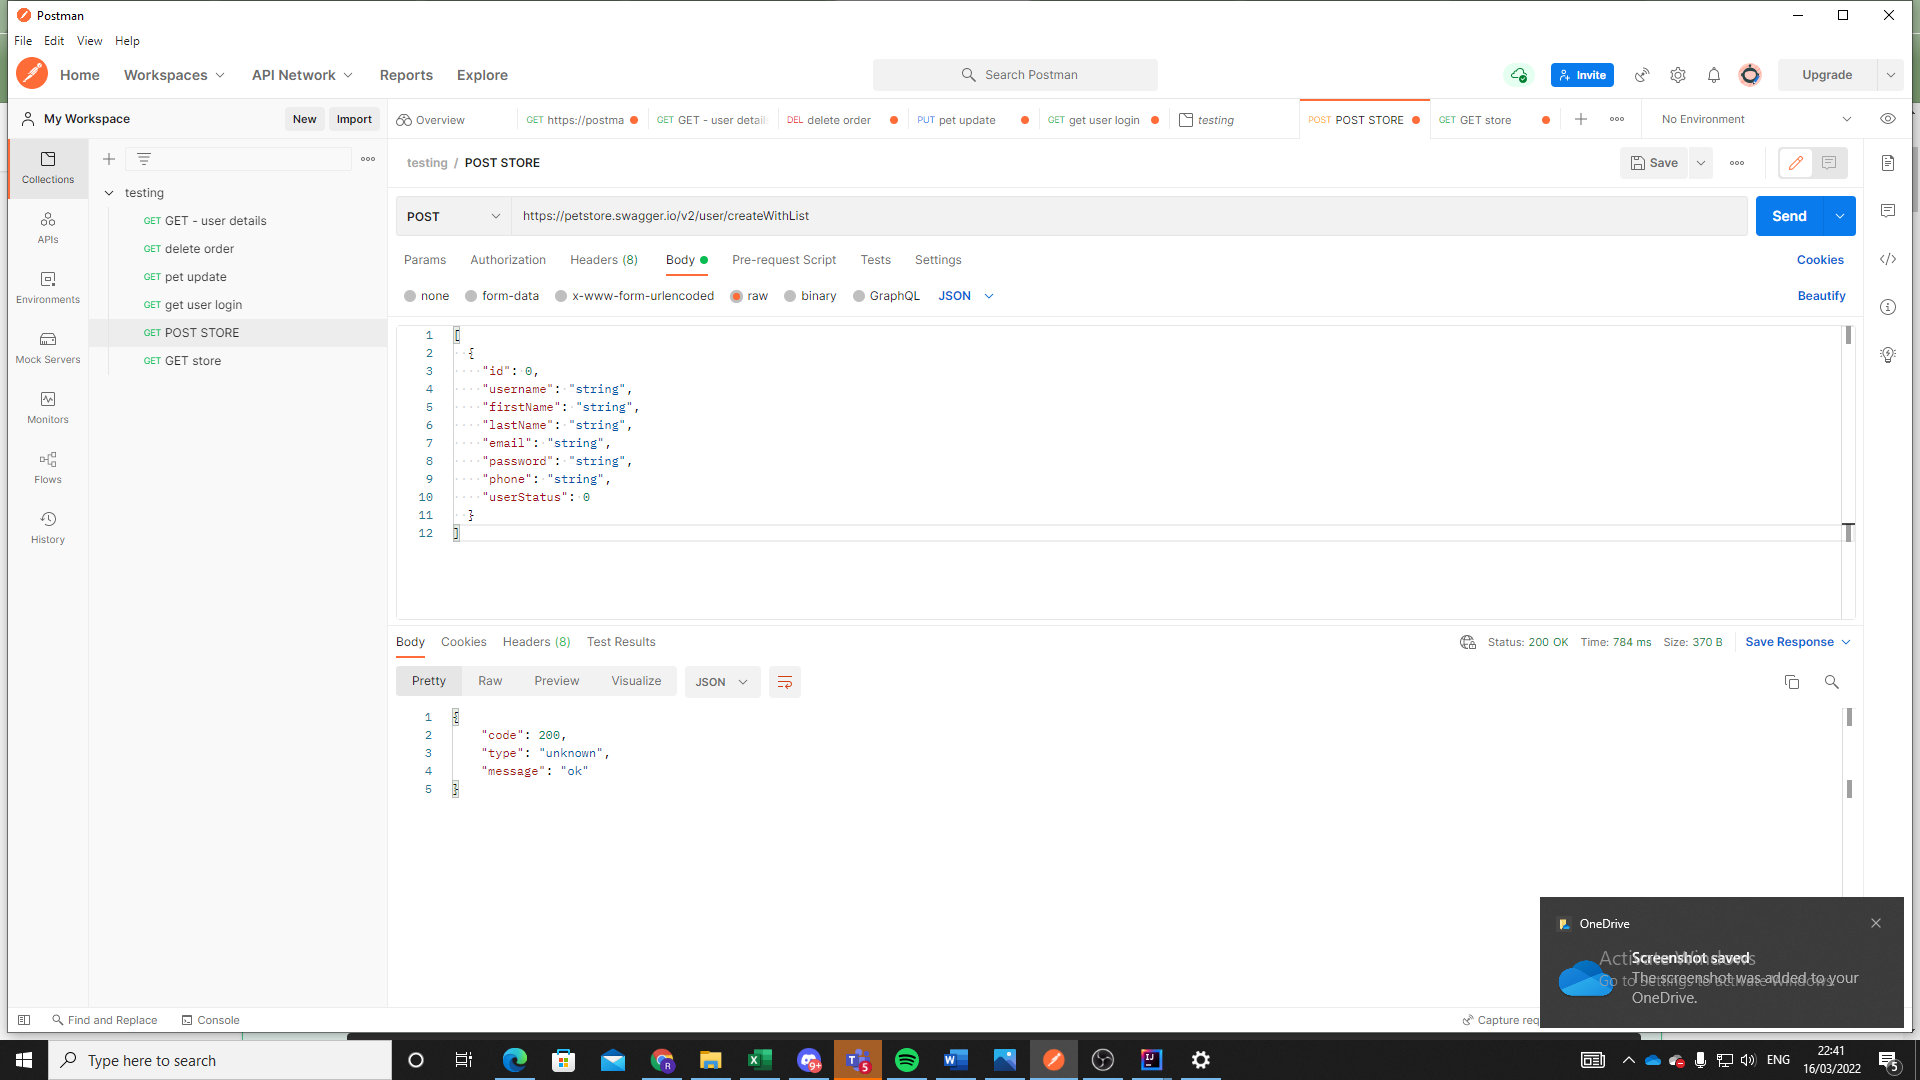 Postman
File Edit View Help
Home Workspaces API Network Reports Explore Search Postman Invite Upgrade
My Workspace New Import
Overview GET https://postma GET GET - user detail DEL delete order PUT pet update GET get user login testing POST POST STORE GET GET store No Environment
testing / POST STORE Save
Collections
APIs
Environments
Mock Servers
Monitors
Flows
History
testing
GET GET - user details
GET delete order
GET pet update
GET get user login
GET POST STORE
GET GET store
POST https://petstore.swagger.io/v2/user/createWithList Send
Params Authorization Headers (8) Body Pre-request Script Tests Settings Cookies
none form-data x-www-form-urlencoded raw binary GraphQL JSON Beautify
1 [
2 {
3 "id": 0,
4 "username": "string",
5 "firstName": "string",
6 "lastName": "string",
7 "email": "string",
8 "password": "string",
9 "phone": "string",
10 "userStatus": 0
11 }
12 ]
Body Cookies Headers (8) Test Results Status: 200 OK Time: 784 ms Size: 370 B Save Response
Pretty Raw Preview Visualize JSON
1 {
2 "code": 200,
3 "type": "unknown",
4 "message": "ok"
5 }
OneDrive
Activate Windows
Screenshot saved
Go to Settings to activate Windows.
The screenshot was added to your
OneDrive.
Find and Replace Console Capture req
Type here to search
R
9+
5
ENG
22:41
16/03/2022
5